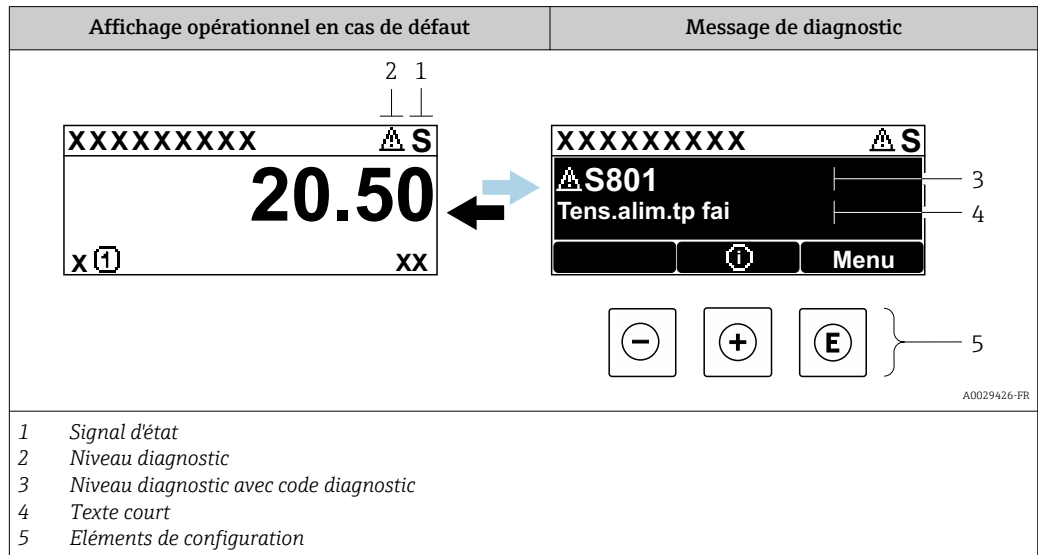 Affichage opérationnel en cas de défaut
Message de diagnostic
2 1
XXXXXXXXX ⚠ S
20.50
x ① XX
XXXXXXXXX ⚠ S
⚠S801
Tens.alim.tp fai
ⓘ Menu
3
4
− + E
5
A0029426-FR
1 Signal d'état
2 Niveau diagnostic
3 Niveau diagnostic avec code diagnostic
4 Texte court
5 Eléments de configuration